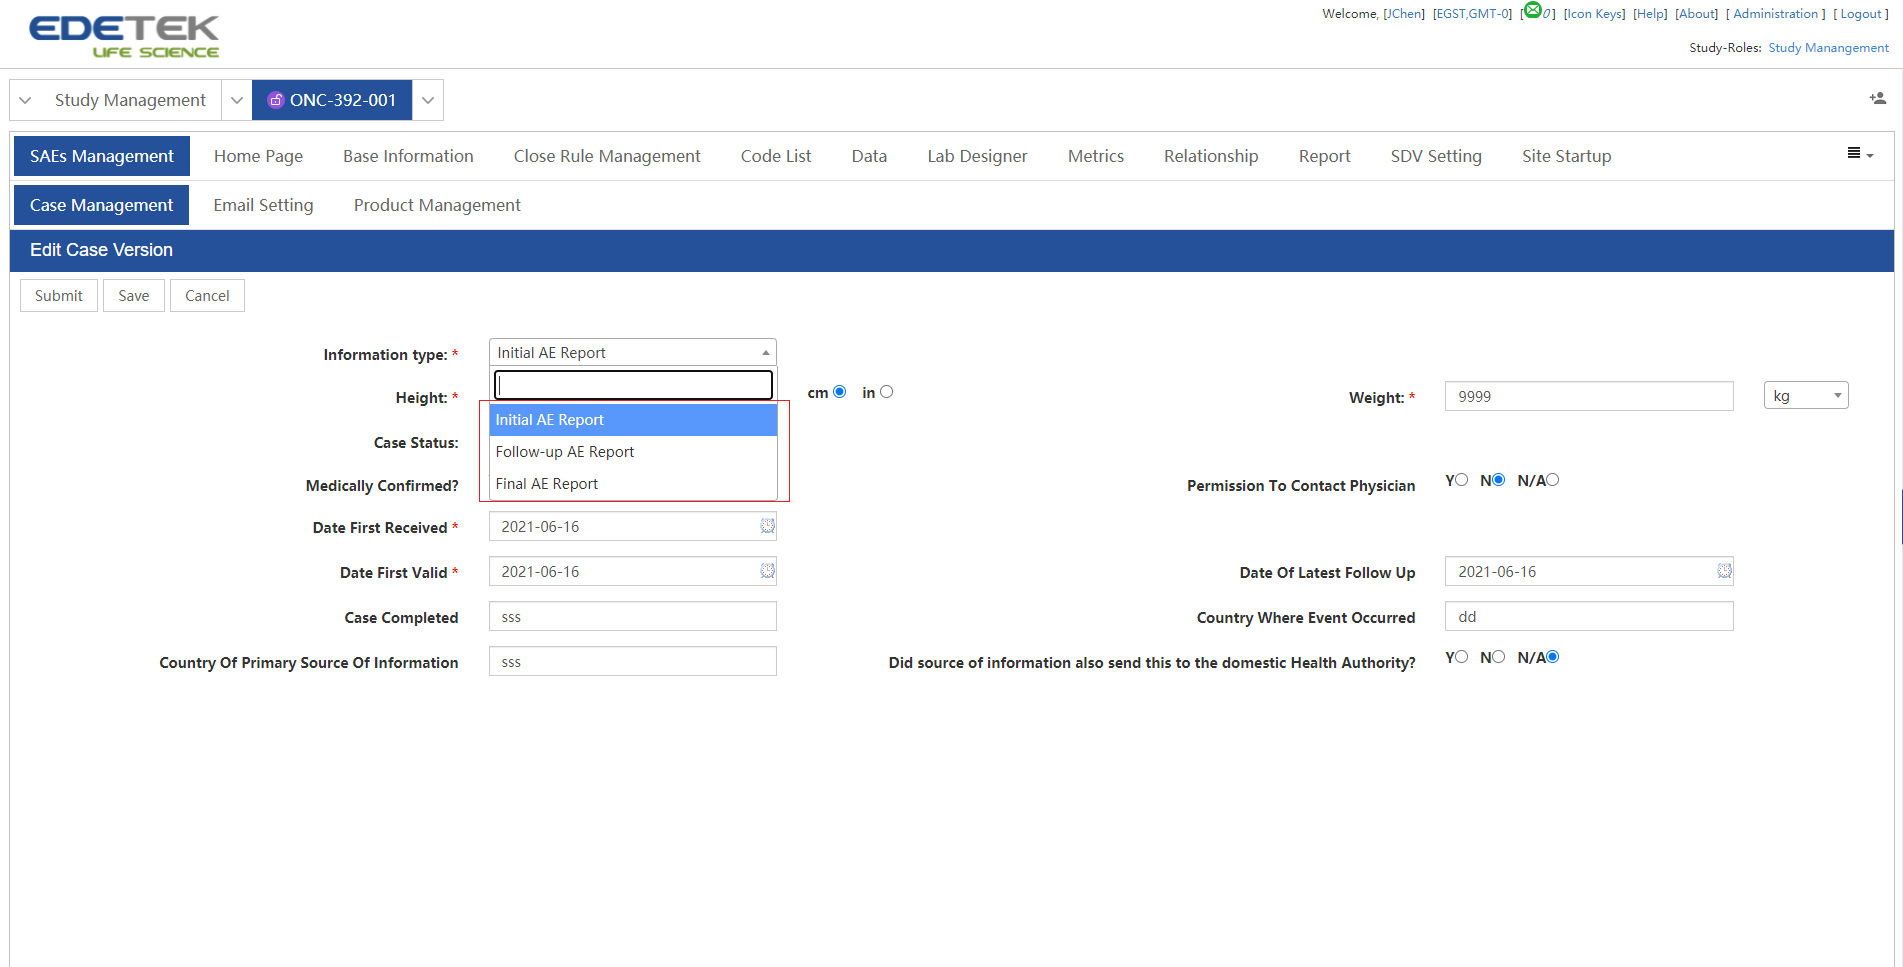 EDETEK
LIFE SCIENCE
Welcome, [JChen] [EGST,GMT-0] [0] [Icon Keys] [Help] [About] [ Administration ] [ Logout ]
Study-Roles: Study Manangement
Study Management ONC-392-001
SAEs Management Home Page Base Information Close Rule Management Code List Data Lab Designer Metrics Relationship Report SDV Setting Site Startup
Case Management Email Setting Product Management
Edit Case Version
Submit Save Cancel
Information type: * Initial AE Report
Height: * cm in Weight: * 9999 kg
Initial AE Report
Case Status:
Follow-up AE Report
Final AE Report
Medically Confirmed? Permission To Contact Physician Y N N/A
Date First Received * 2021-06-16
Date First Valid * 2021-06-16 Date Of Latest Follow Up 2021-06-16
Case Completed sss Country Where Event Occurred dd
Country Of Primary Source Of Information sss Did source of information also send this to the domestic Health Authority? Y N N/A